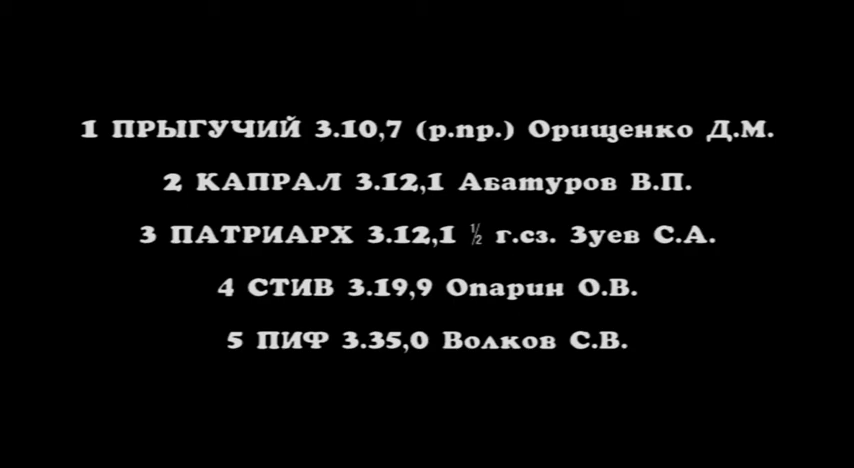 1 ПРЫГУЧИЙ 3.10,7 (р.пр.) Орищенко Д.М.
2 КАПРАЛ 3.12,1 Абатуров В.П.
3 ПАТРИАРХ 3.12,1 ½ г.сз. Зуев С.А.
4 СТИВ 3.19,9 Опарин О.В.
5 ПИФ 3.35,0 Волков С.В.